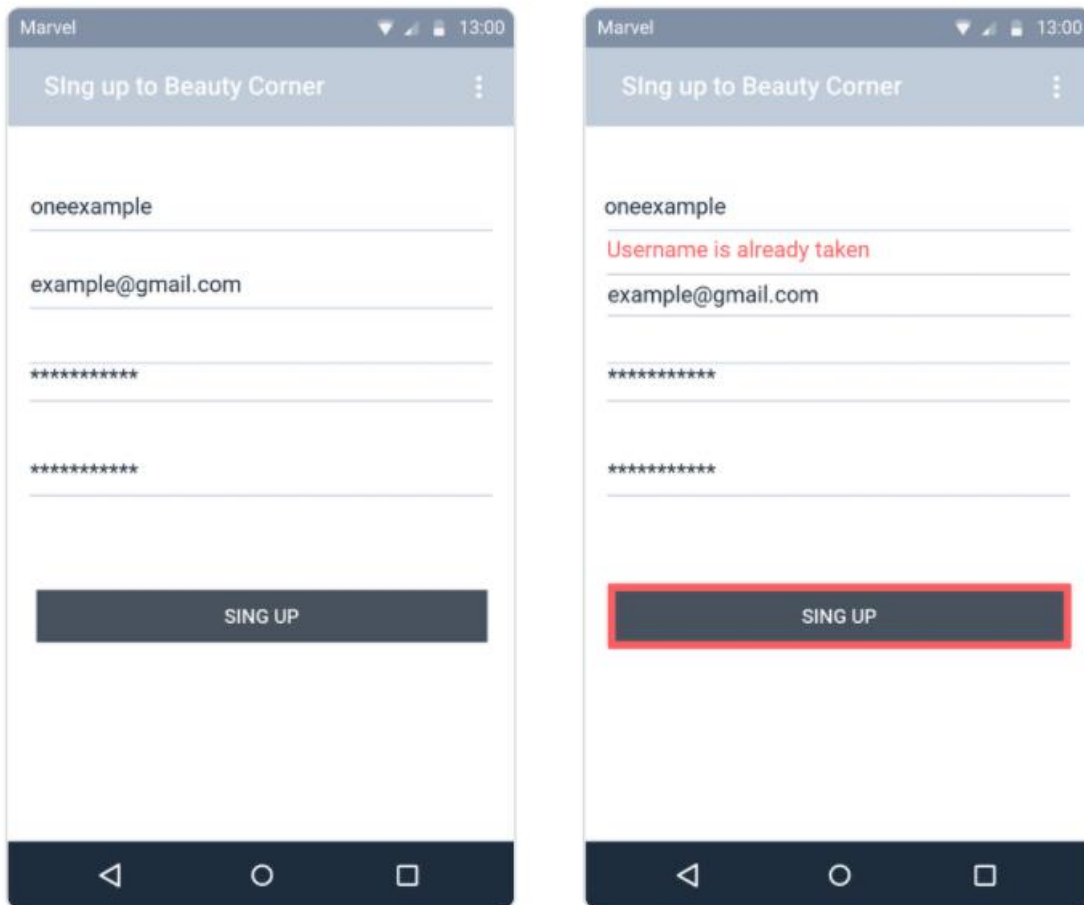 Marvel 13:00
SIng up to Beauty Corner
oneexample
example@gmail.com
***********
***********
SING UP
Marvel 13:00
SIng up to Beauty Corner
oneexample
Username is already taken
example@gmail.com
***********
***********
SING UP